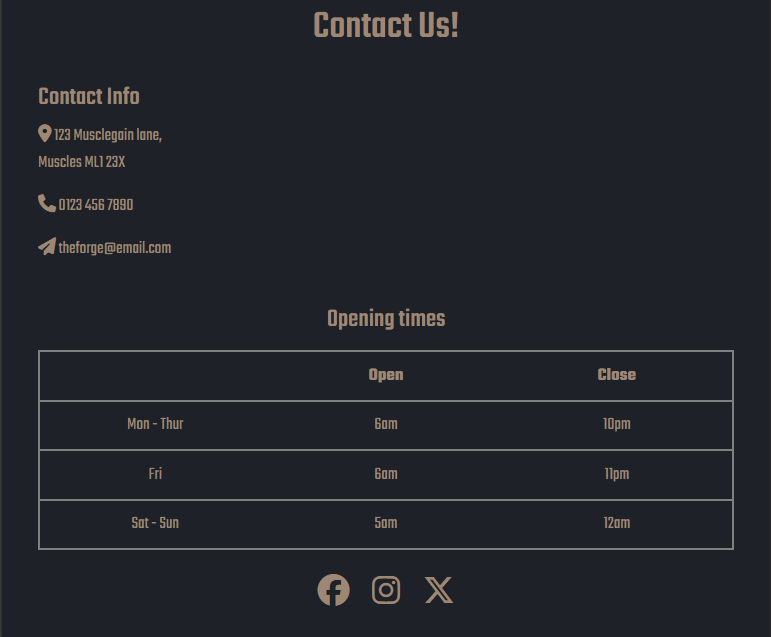 Contact Us!
Contact Info
123 Musclegain lane,
Muscles ML1 23X
0123 456 7890
theforge@email.com
Opening times
Open Close
Mon - Thur 6am 10pm
Fri 6am 11pm
Sat - Sun 5am 12am